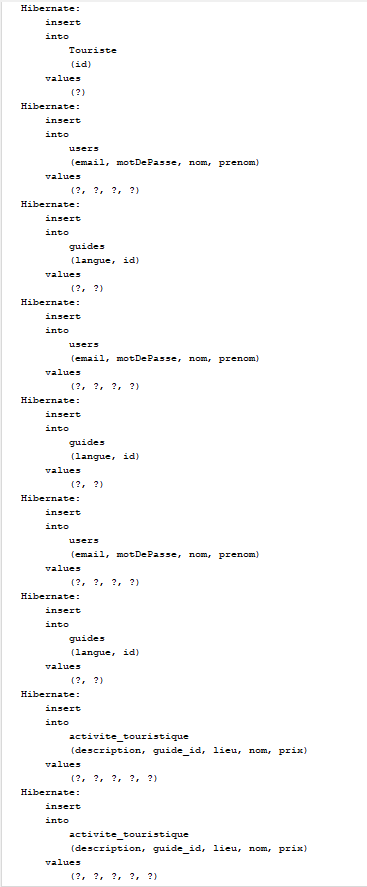 Hibernate:
insert
into
Touriste
(id)
values
(?)
Hibernate:
insert
into
users
(email, motDePasse, nom, prenom)
values
(?, ?, ?, ?)
Hibernate:
insert
into
guides
(langue, id)
values
(?, ?)
Hibernate:
insert
into
users
(email, motDePasse, nom, prenom)
values
(?, ?, ?, ?)
Hibernate:
insert
into
guides
(langue, id)
values
(?, ?)
Hibernate:
insert
into
users
(email, motDePasse, nom, prenom)
values
(?, ?, ?, ?)
Hibernate:
insert
into
guides
(langue, id)
values
(?, ?)
Hibernate:
insert
into
activite_touristique
(description, guide_id, lieu, nom, prix)
values
(?, ?, ?, ?, ?)
Hibernate:
insert
into
activite_touristique
(description, guide_id, lieu, nom, prix)
values
(?, ?, ?, ?, ?)